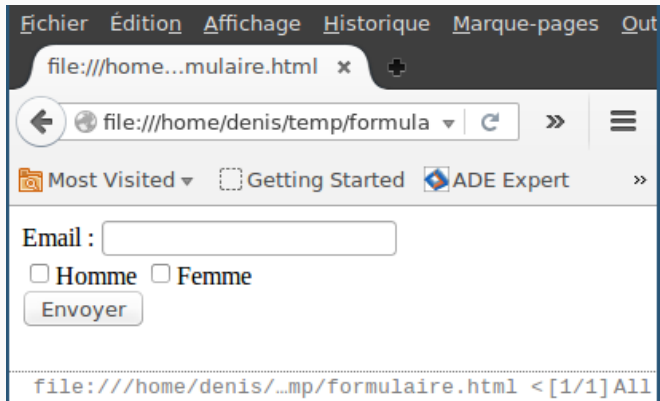 Fichier Édition Affichage Historique Marque-pages Out
file:///home...mulaire.html
file:///home/denis/temp/formula
Most Visited Getting Started ADE Expert
Email :
Homme Femme
Envoyer
file:///home/denis/…mp/formulaire.html <[1/1]All